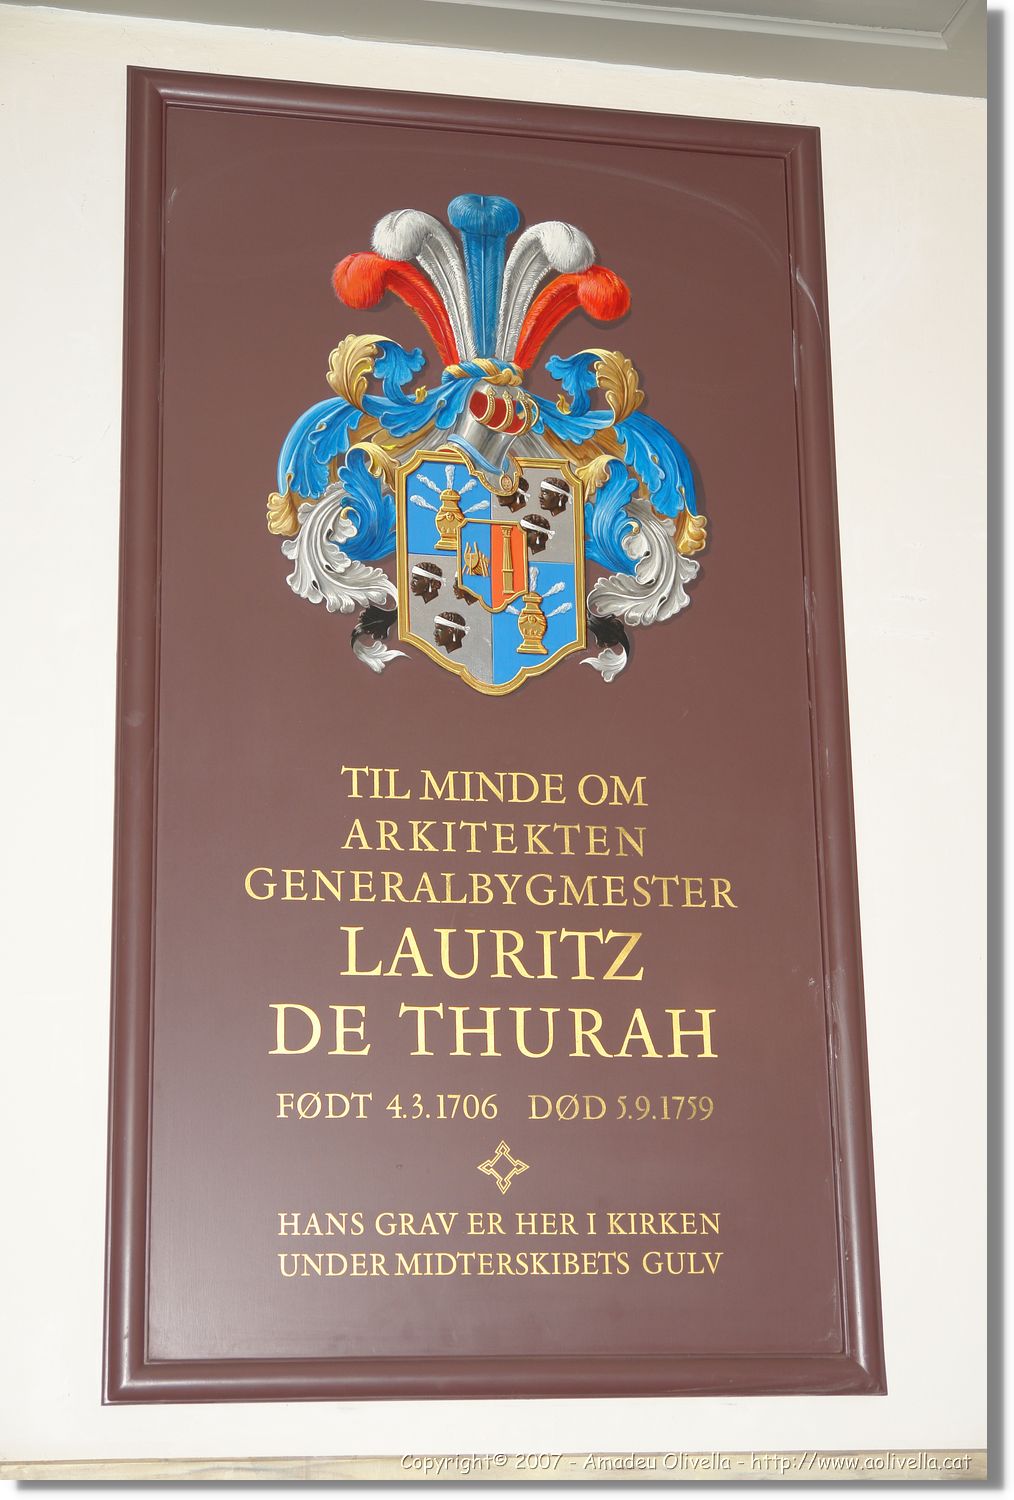 TIL MINDE OM
ARKITEKTEN
GENERALBYGMESTER
LAURITZ
DE THURAH
FØDT 4.3.1706 DØD 5.9.1759
HANS GRAV ER HER I KIRKEN
UNDER MIDTERSKIBETS GULV
Copyright© 2007 - Amadeu Olivella - http://www.aolivella.cat